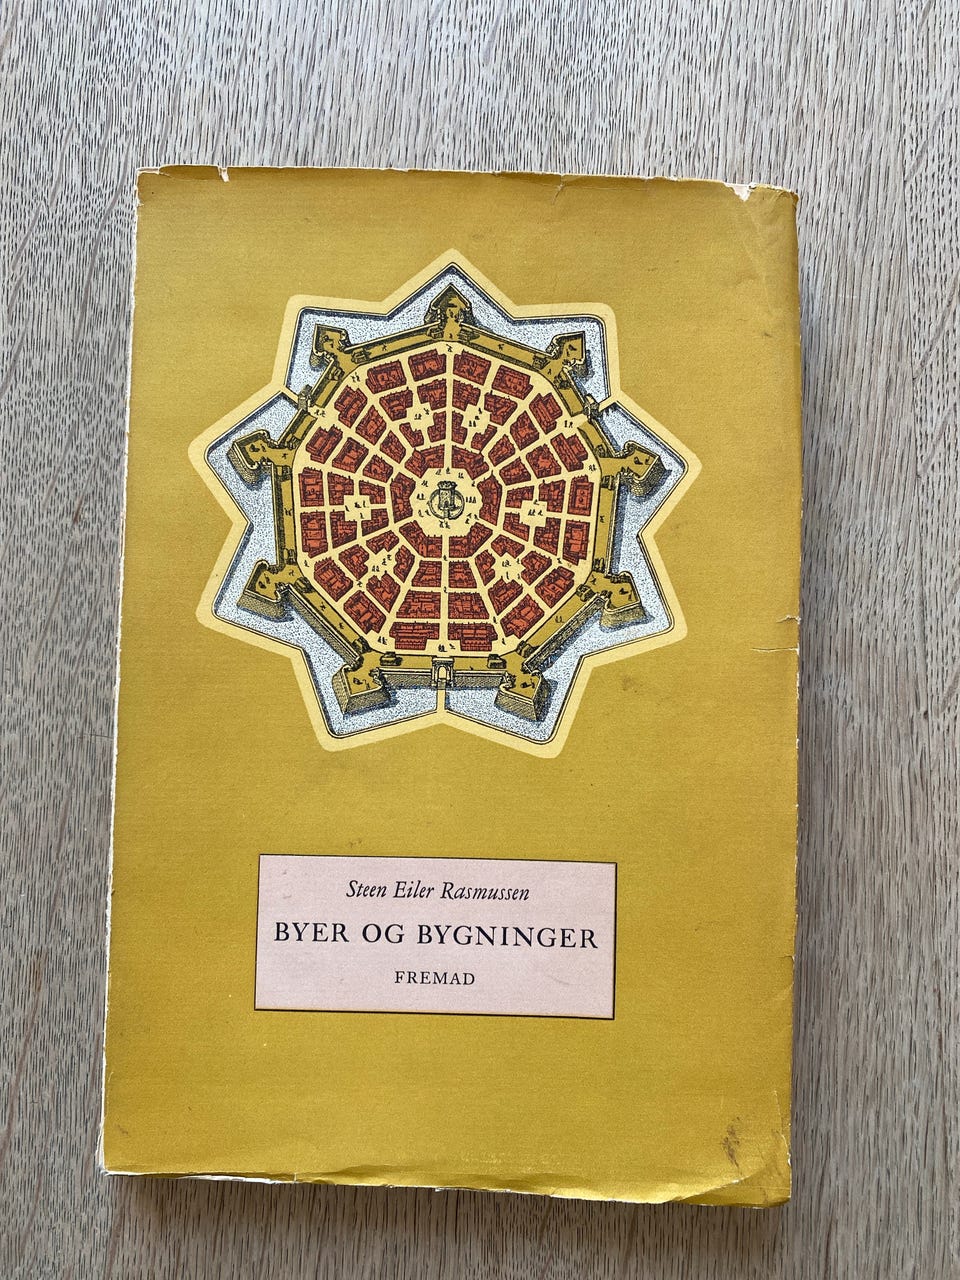 Steen Eiler Rasmussen
BYER OG BYGNINGER
FREMAD